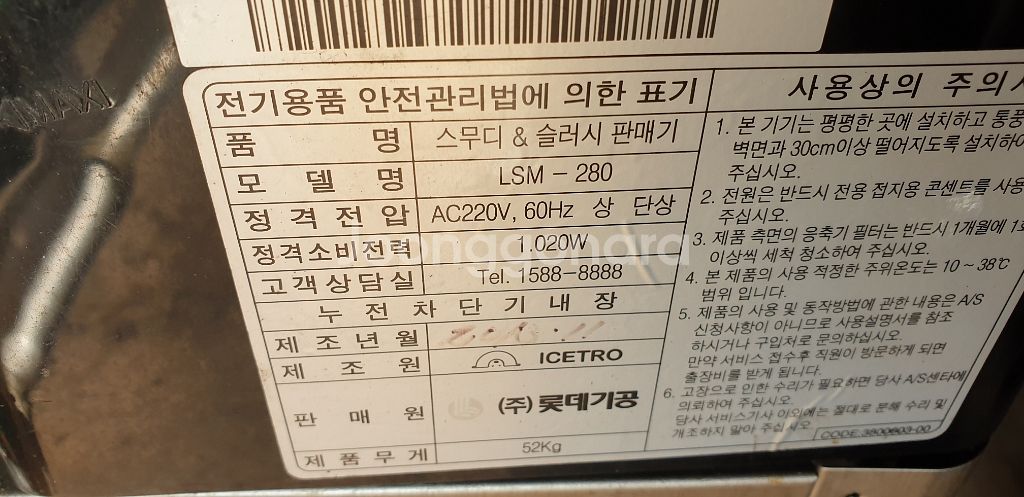 전기용품 안전관리법에 의한 표기
품 명 스무디 & 슬러시 판매기
모 델 명 LSM - 280
정 격 전 압 AC220V, 60Hz 상 단상
정격소비전력 1.020W
고객상담실 Tel. 1588-8888
누 전 차 단 기 내 장
제 조 년 월
제 조 원 ICETRO
판 매 원 (주) 롯데기공
제 품 무 게 52Kg
사용상의 주의사
1. 본 기기는 평평한 곳에 설치하고 통풍
벽면과 30cm이상 떨어지도록 설치하여
주십시오.
2. 전원은 반드시 전용 접지용 콘센트를 사용
주십시오.
3. 제품 측면의 응축기 필터는 반드시 1개월에 1회
이상씩 세척 청소하여 주십시오.
4. 본 제품의 사용 적정한 주위온도는 10~38℃
범위 입니다.
5. 제품의 사용 및 동작방법에 관한 내용은 A/S
신청사항이 아니므로 사용설명서를 참조
하시거나 구입처로 문의하십시오.
만약 서비스 접수후 직원이 방문하게 되면
출장비를 받게 됩니다.
6. 고장으로 인한 수리가 필요하면 당사 A/S센타에
의뢰하여 주십시오.
당사 서비스기사 이외에는 절대로 분해 수리 및
개조하지 말아 주십시오.
CODE:3800603-00